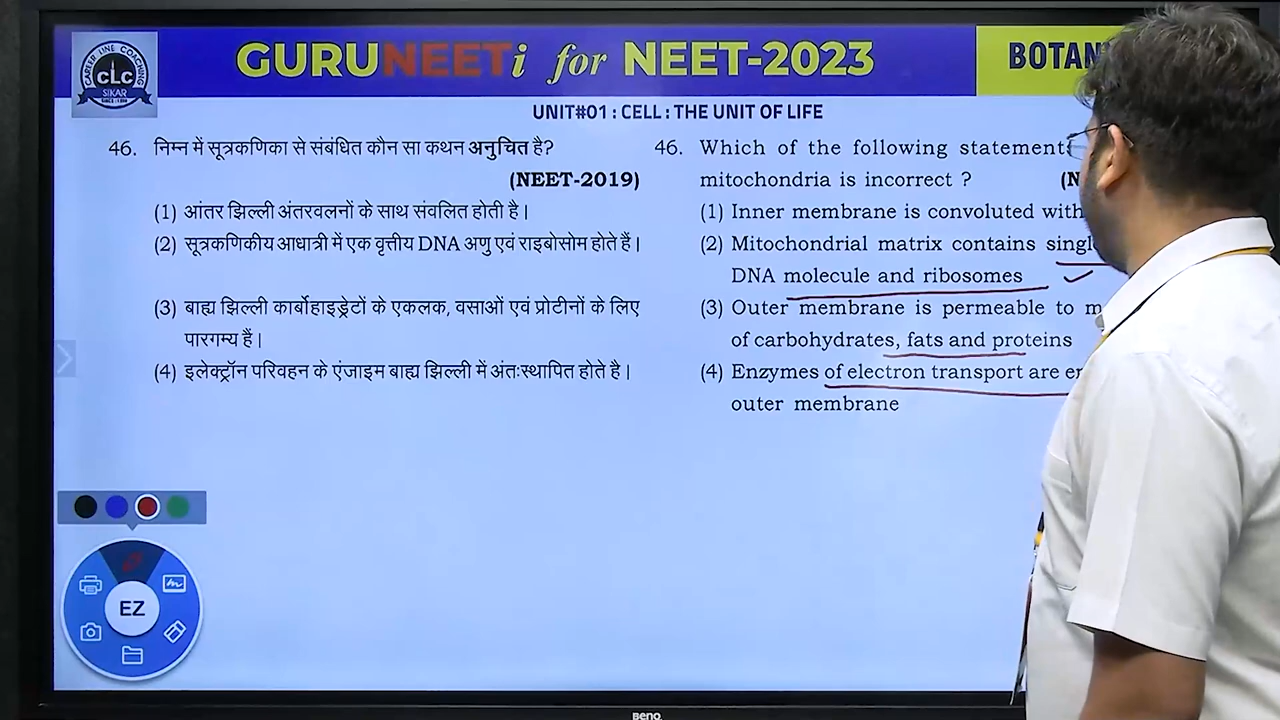 GURUNEETi for NEET-2023
BOTAN
CAREER LINE COACHING
CLC
SIKAR
SINCE : 1996
UNIT#01 : CELL : THE UNIT OF LIFE
46. निम्न में सूत्रकणिका से संबंधित कौन सा कथन अनुचित है?
(NEET-2019)
(1) आंतर झिल्ली अंतरवलनों के साथ संवलित होती है।
(2) सूत्रकणिकीय आधात्री में एक वृत्तीय DNA अणु एवं राइबोसोम होते हैं।
(3) बाह्य झिल्ली कार्बोहाइड्रेटों के एकलक, वसाओं एवं प्रोटीनों के लिए
पारगम्य हैं।
(4) इलेक्ट्रॉन परिवहन के एंजाइम बाह्य झिल्ली में अंतःस्थापित होते है।
46. Which of the following statement
mitochondria is incorrect ? (N
(1) Inner membrane is convoluted with
(2) Mitochondrial matrix contains singl
DNA molecule and ribosomes
(3) Outer membrane is permeable to m
of carbohydrates, fats and proteins
(4) Enzymes of electron transport are e
outer membrane
EZ
BenQ